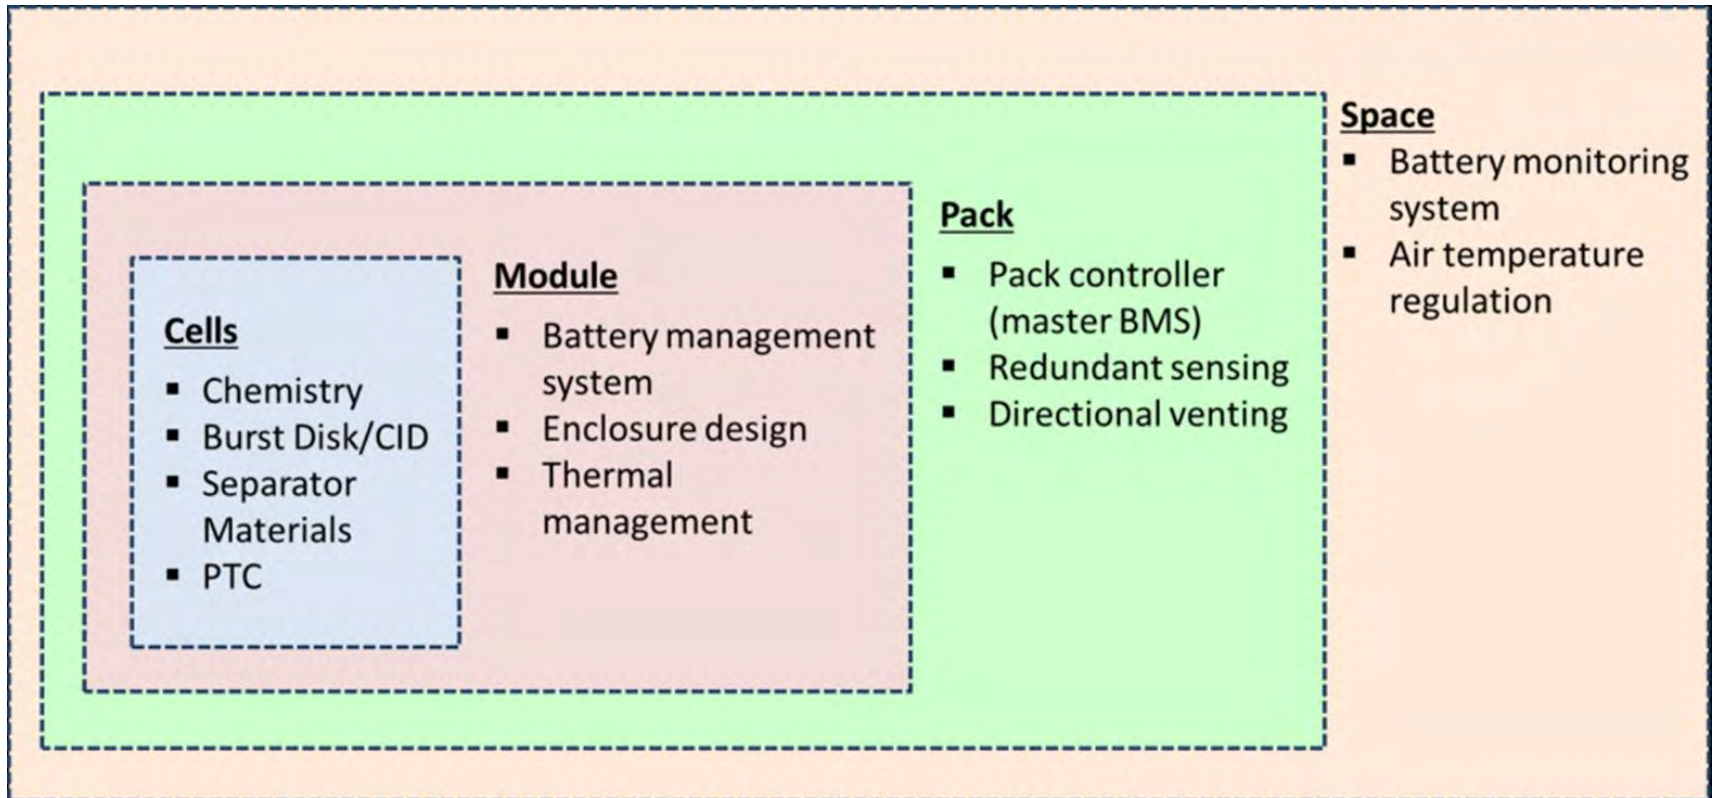 Space
▪ Battery monitoring
system
▪ Air temperature
regulation
Pack
▪ Pack controller
(master BMS)
▪ Redundant sensing
▪ Directional venting
Module
▪ Battery management
system
▪ Enclosure design
▪ Thermal
management
Cells
▪ Chemistry
▪ Burst Disk/CID
▪ Separator
Materials
▪ PTC